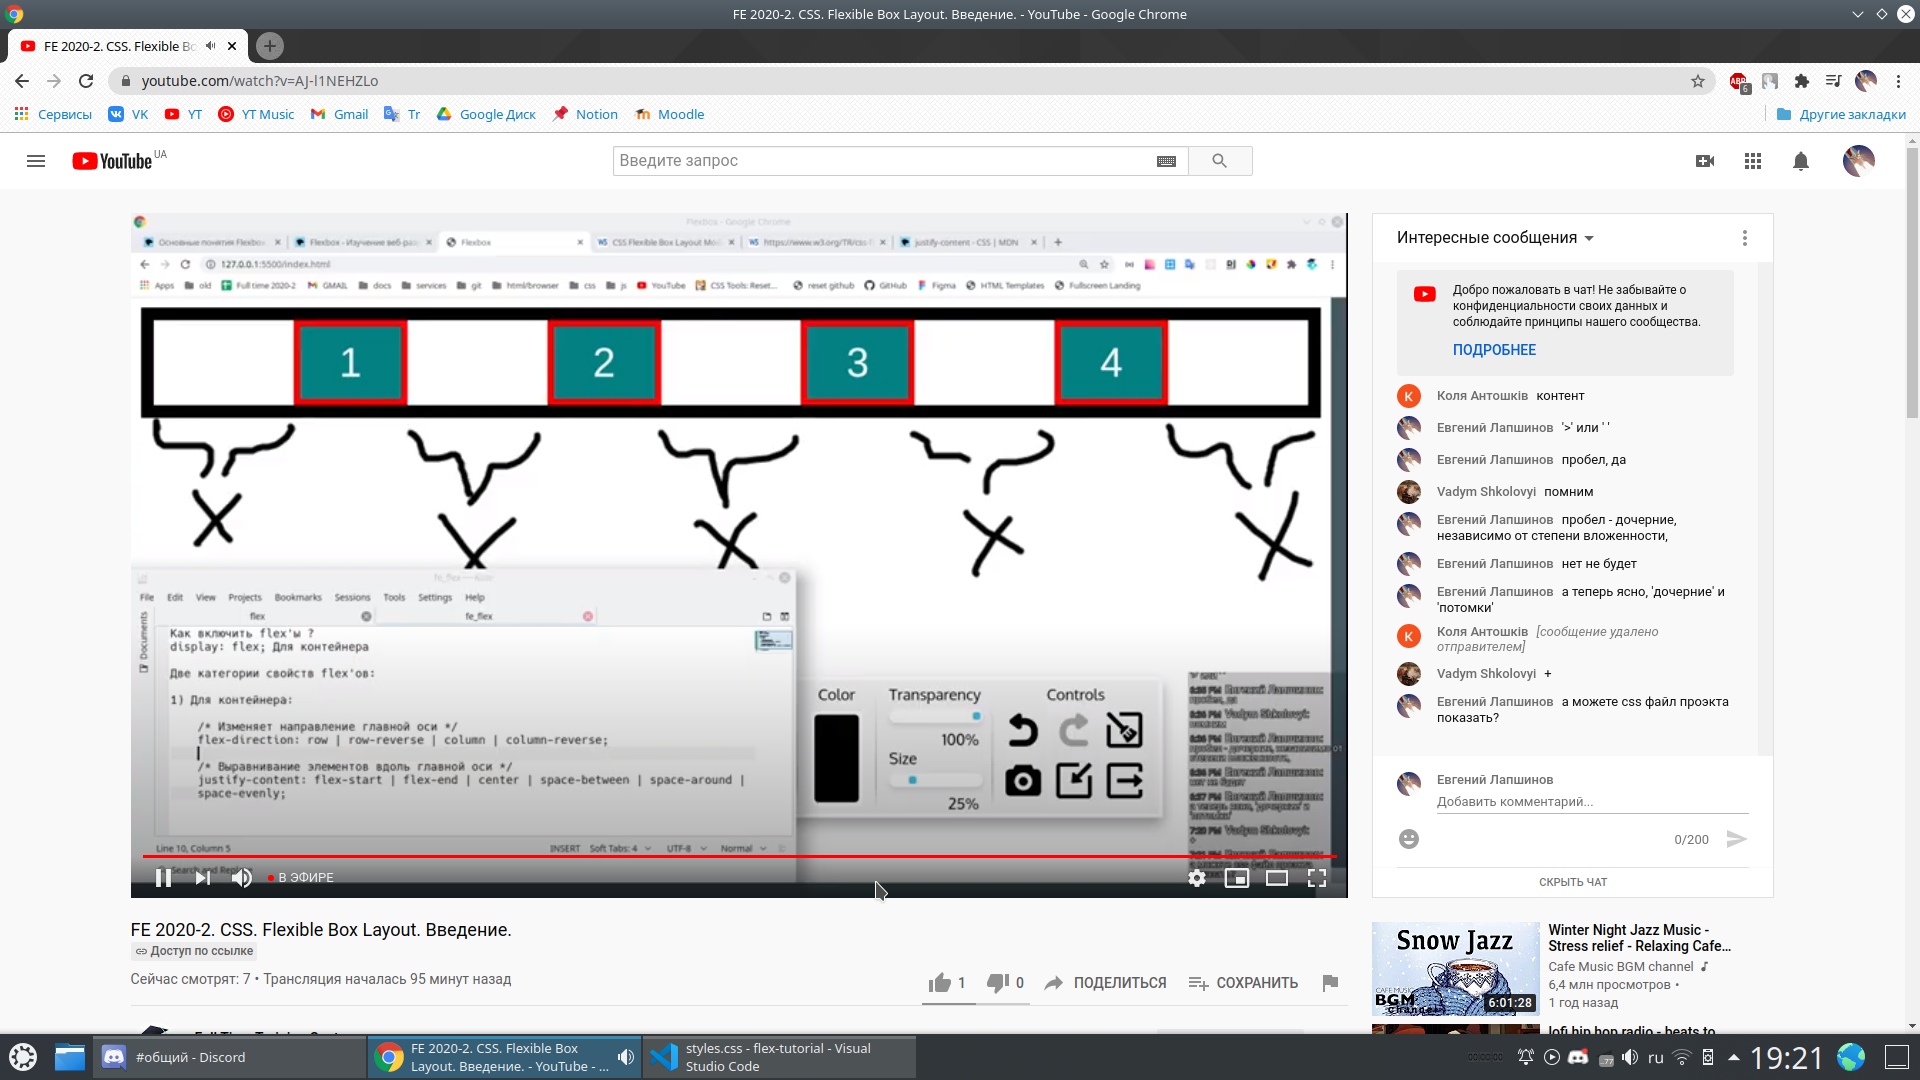 FE 2020-2. CSS. Flexible Box Layout. Введение. - YouTube - Google Chrome
FE 2020-2. CSS. Flexible Bo
youtube.com/watch?v=AJ-l1NEHZLo
ABP
6
Сервисы
VK
YT
YT Music
Gmail
Tr
Google Диск
Notion
Moodle
Другие закладки
YouTube UA
Введите запрос
Flexbox - Google Chrome
Основные понятия Flexbox
Flexbox - Изучение веб-раз
Flexbox
CSS Flexible Box Layout Mo
https://www.w3.org/TR/css
justify-content - CSS | MDN
127.0.0.1:5500/index.html
Apps
old
Full time 2020-2
GMAIL
docs
services
git
html/browser
css
js
YouTube
CSS Tools: Reset...
reset github
GitHub
Figma
HTML Templates
Fullscreen Landing
1
2
3
4
X X X X X
fe_flex — Kate
File Edit View Projects Bookmarks Sessions Tools Settings Help
flex
fe_flex
Documents
Как включить flex'ы ?
display: flex; Для контейнера
Две категории свойств flex'ов:
1) Для контейнера:
/* Изменяет направление главной оси */
flex-direction: row | row-reverse | column | column-reverse;
/* Выравнивание элементов вдоль главной оси */
justify-content: flex-start | flex-end | center | space-between | space-around |
space-evenly;
Line 10, Column 5
INSERT
Soft Tabs: 4
UTF-8
Normal
Search and Replace
Color
Transparency
100%
Size
25%
Controls
В ЭФИРЕ
Интересные сообщения
Добро пожаловать в чат! Не забывайте о
конфиденциальности своих данных и
соблюдайте принципы нашего сообщества.
ПОДРОБНЕЕ
К Коля Антошків контент
Евгений Лапшинов '>' или ' '
Евгений Лапшинов пробел, да
Vadym Shkolovyi помним
Евгений Лапшинов пробел - дочерние,
независимо от степени вложенности,
Евгений Лапшинов нет не будет
Евгений Лапшинов а теперь ясно, 'дочерние' и
'потомки'
К Коля Антошків [сообщение удалено
отправителем]
Vadym Shkolovyi +
Евгений Лапшинов а можете css файл проэкта
показать?
Евгений Лапшинов
Добавить комментарий...
0/200
СКРЫТЬ ЧАТ
FE 2020-2. CSS. Flexible Box Layout. Введение.
Доступ по ссылке
Сейчас смотрят: 7 • Трансляция началась 95 минут назад
1
0
ПОДЕЛИТЬСЯ
СОХРАНИТЬ
Snow Jazz
CAFE MUSIC
BGM
channel
6:01:28
Winter Night Jazz Music -
Stress relief - Relaxing Cafe...
Cafe Music BGM channel
6,4 млн просмотров •
1 год назад
lofi hip hop radio - beats to
#общий - Discord
FE 2020-2. CSS. Flexible Box
Layout. Введение. - YouTube - ...
styles.css - flex-tutorial - Visual
Studio Code
ru
19:21